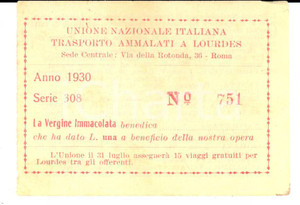 UNIONE NAZIONALE ITALIANA
TRASPORTO AMMALATI A LOURDES
Sede Centrale: Via della Rotonda, 36 - Roma
Anno 1930
Serie 308 Nº 751
La Vergine Immacolata benedica
che ha dato L. una a beneficio della nostra opera
L'Unione il 31 luglio assegnerà 15 viaggi gratuiti per
Lourdes tra gli offerenti.